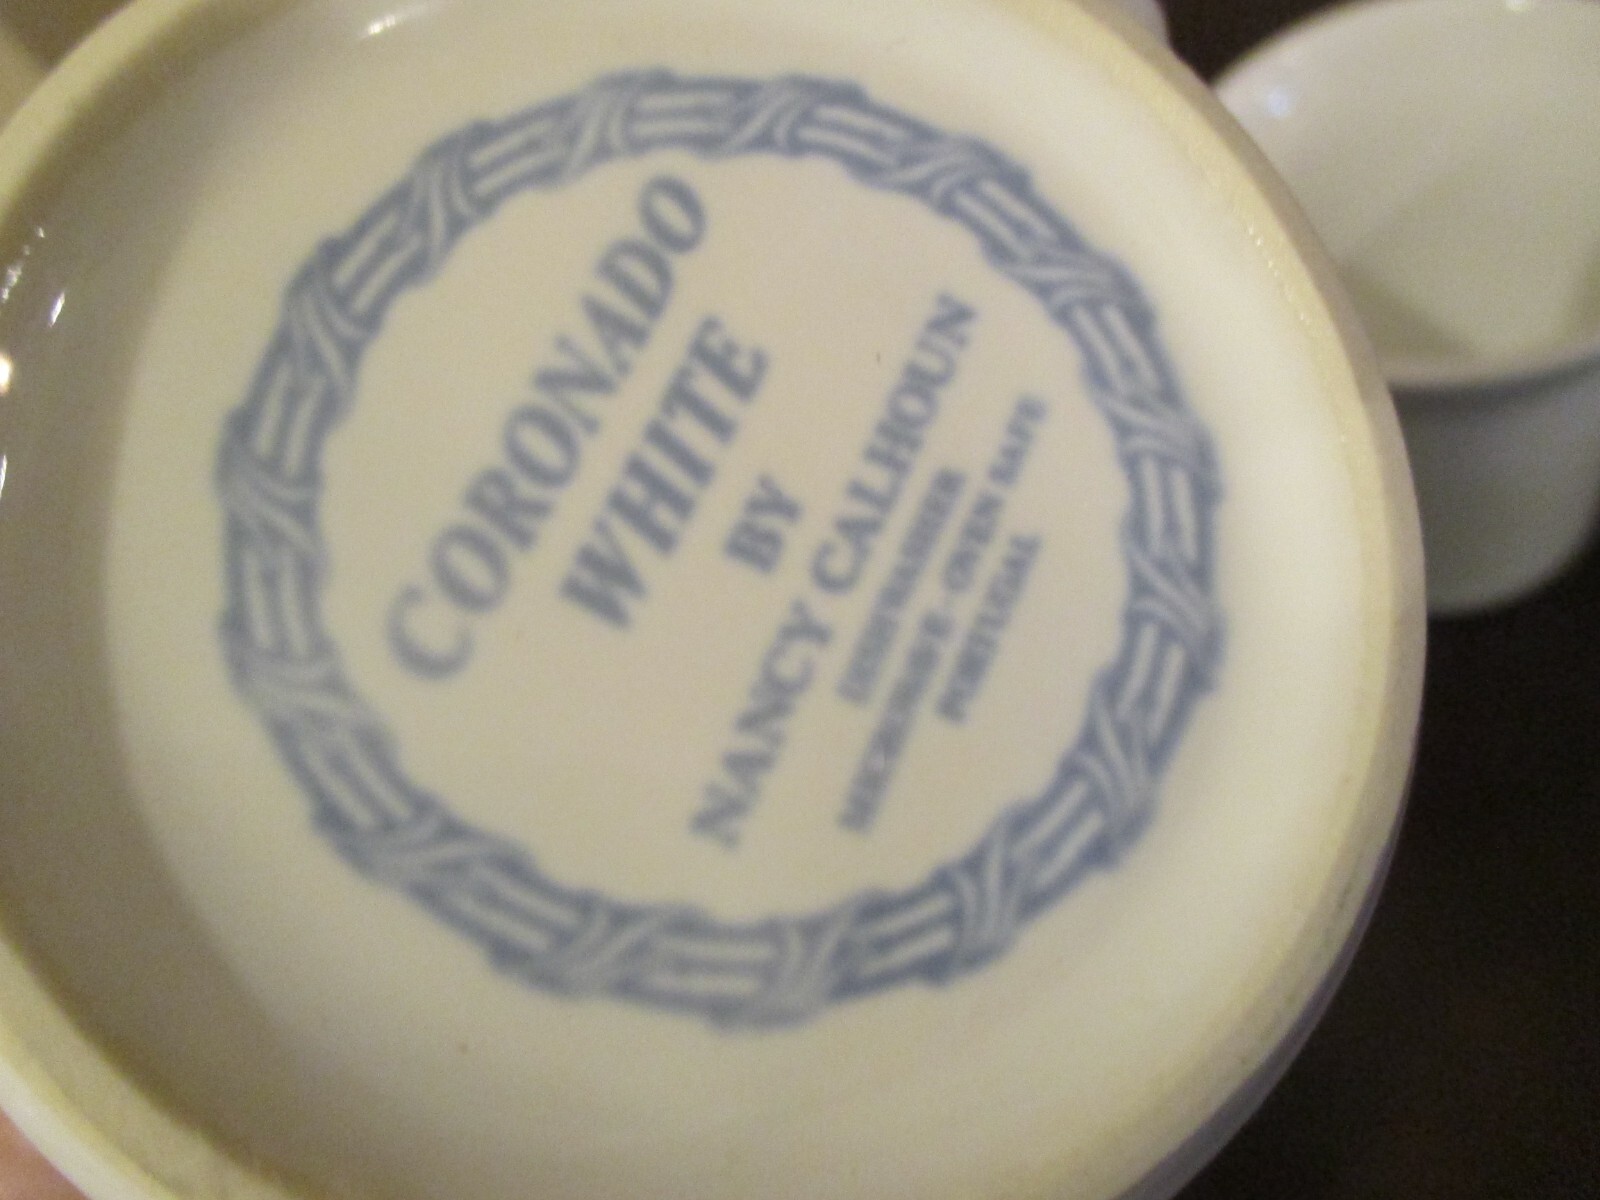 CORONADO
WHITE
BY
NANCY CALHOUN
DISHWASHER
MICROWAVE - OVEN SAFE
PORTUGAL